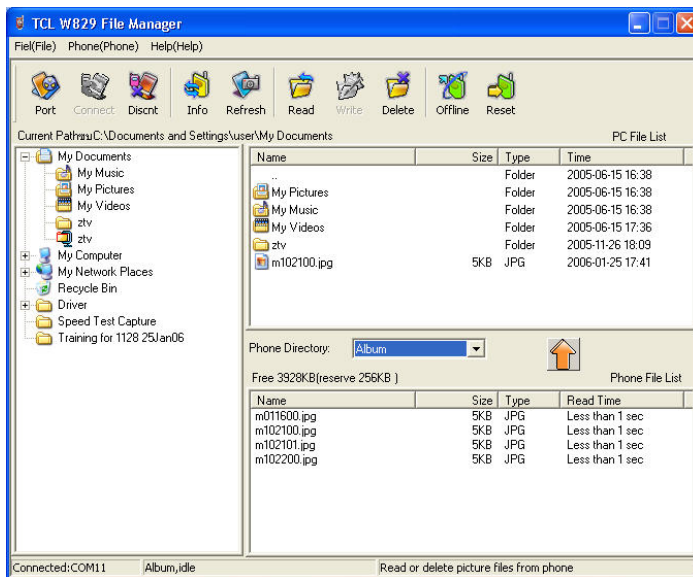 TCL W829 File Manager
Fiel(File) Phone(Phone) Help(Help)
Port Connect Discnt Info Refresh Read Write Delete Offline Reset
Current Path຃ฃC:\Documents and Settings\user\My Documents PC File List
My Documents
My Music
My Pictures
My Videos
ztv
ztv
My Computer
My Network Places
Recycle Bin
Driver
Speed Test Capture
Training for 1128 25Jan06
Name Size Type Time
.. Folder 2005-06-15 16:38
My Pictures Folder 2005-06-15 16:38
My Music Folder 2005-06-15 16:38
My Videos Folder 2005-06-15 17:36
ztv Folder 2005-11-26 18:09
m102100.jpg 5KB JPG 2006-01-25 17:41
Phone Directory: Album
Free 3928KB(reserve 256KB ) Phone File List
Name Size Type Read Time
m011600.jpg 5KB JPG Less than 1 sec
m102100.jpg 5KB JPG Less than 1 sec
m102101.jpg 5KB JPG Less than 1 sec
m102200.jpg 5KB JPG Less than 1 sec
Connected:COM11 Album,idle Read or delete picture files from phone